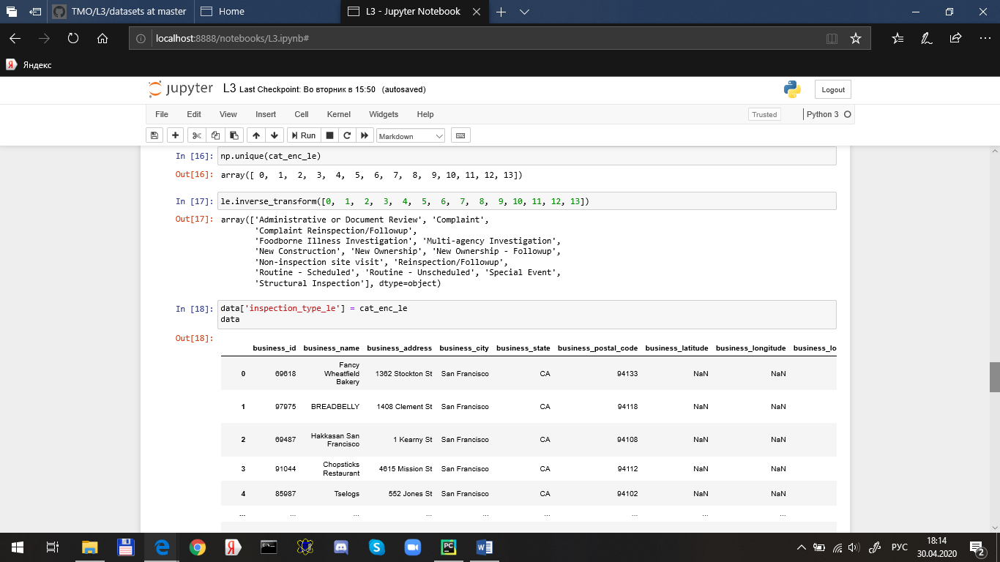 TMO/L3/datasets at master
Home
L3 - Jupyter Notebook
localhost:8888/notebooks/L3.ipynb#
Я Яндекс
jupyter L3 Last Checkpoint: Во вторник в 15:50 (autosaved)
Logout
File Edit View Insert Cell Kernel Widgets Help
Trusted
Python 3
Run
Markdown
In [16]: np.unique(cat_enc_le)
Out[16]: array([ 0, 1, 2, 3, 4, 5, 6, 7, 8, 9, 10, 11, 12, 13])
In [17]: le.inverse_transform([0, 1, 2, 3, 4, 5, 6, 7, 8, 9, 10, 11, 12, 13])
Out[17]: array(['Administrative or Document Review', 'Complaint',
'Complaint Reinspection/Followup',
'Foodborne Illness Investigation', 'Multi-agency Investigation',
'New Construction', 'New Ownership', 'New Ownership - Followup',
'Non-inspection site visit', 'Reinspection/Followup',
'Routine - Scheduled', 'Routine - Unscheduled', 'Special Event',
'Structural Inspection'], dtype=object)
In [18]: data['inspection_type_le'] = cat_enc_le
data
Out[18]:
business_id business_name business_address business_city business_state business_postal_code business_latitude business_longitude business_lo
0 69618 Fancy Wheatfield Bakery 1362 Stockton St San Francisco CA 94133 NaN NaN
1 97975 BREADBELLY 1408 Clement St San Francisco CA 94118 NaN NaN
2 69487 Hakkasan San Francisco 1 Kearny St San Francisco CA 94108 NaN NaN
3 91044 Chopsticks Restaurant 4615 Mission St San Francisco CA 94112 NaN NaN
4 85987 Tselogs 552 Jones St San Francisco CA 94102 NaN NaN
... ... ... ... ... ... ... ... ...
РУС
18:14
30.04.2020
2